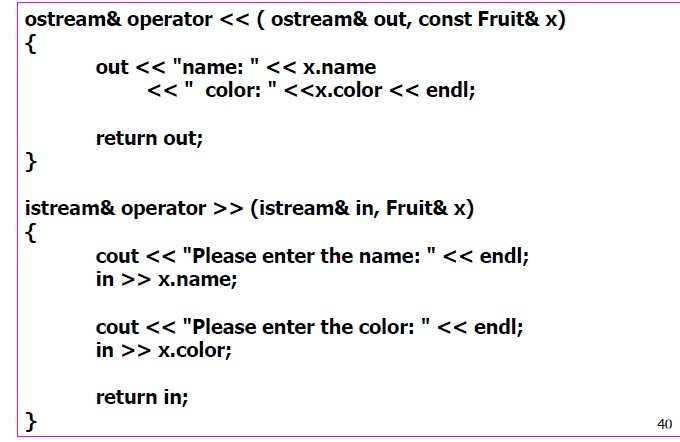 ostream& operator << ( ostream& out, const Fruit& x)
{
out << "name: " << x.name
<< "  color: " <<x.color << endl;
return out;
}
istream& operator >> (istream& in, Fruit& x)
{
cout << "Please enter the name: " << endl;
in >> x.name;
cout << "Please enter the color: " << endl;
in >> x.color;
return in;
}
40